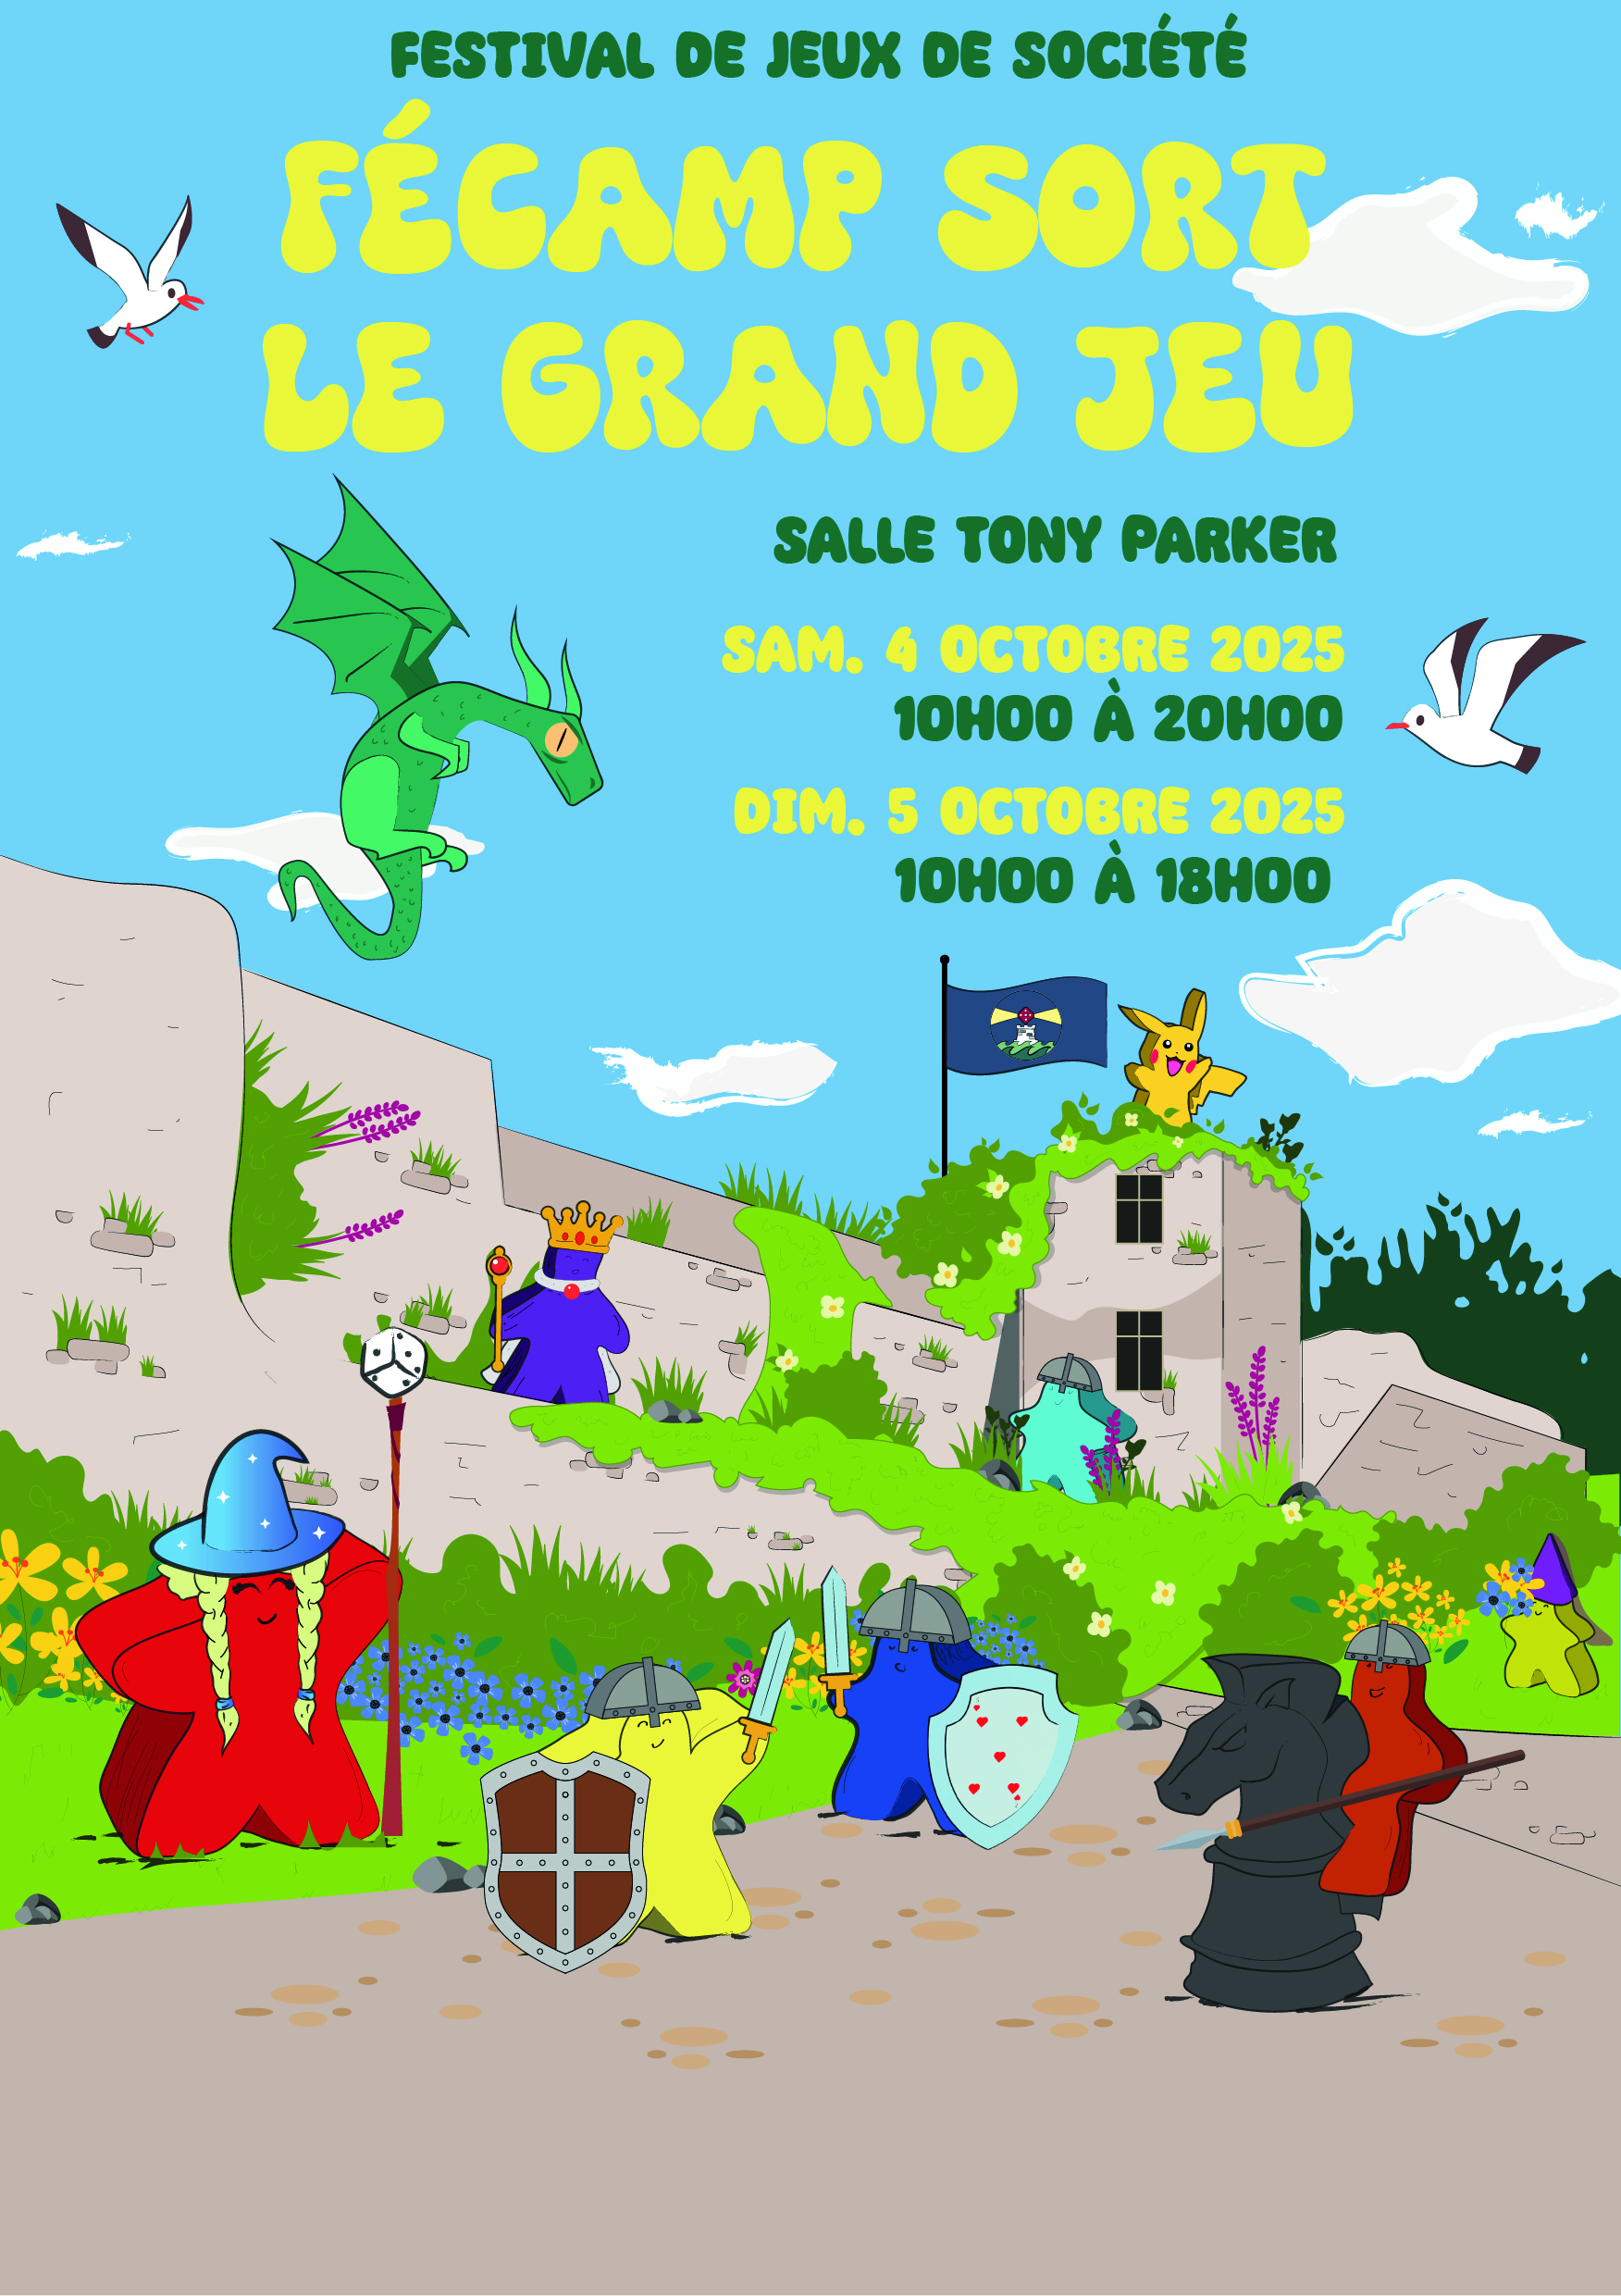 FESTIVAL DE JEUX DE SOCIÉTÉ
FÉCAMP SORT
LE GRAND JEU
SALLE TONY PARKER
SAM. 4 OCTOBRE 2025
10H00 À 20H00
DIM. 5 OCTOBRE 2025
10H00 À 18H00